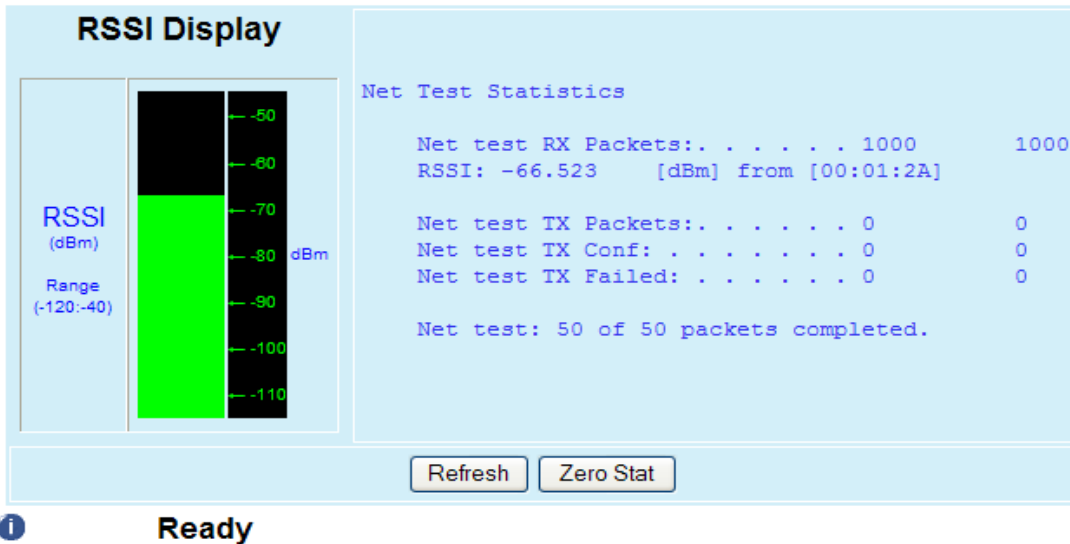 RSSI Display
RSSI
(dBm)
Range
(-120:-40)
← -50
← -60
← -70
← -80
← -90
← -100
← -110
dBm
Net Test Statistics
Net test RX Packets:. . . . . . 1000 1000
RSSI: -66.523 [dBm] from [00:01:2A]
Net test TX Packets:. . . . . . 0 0
Net test TX Conf: . . . . . . . 0 0
Net test TX Failed: . . . . . . 0 0
Net test: 50 of 50 packets completed.
Refresh
Zero Stat
i
Ready